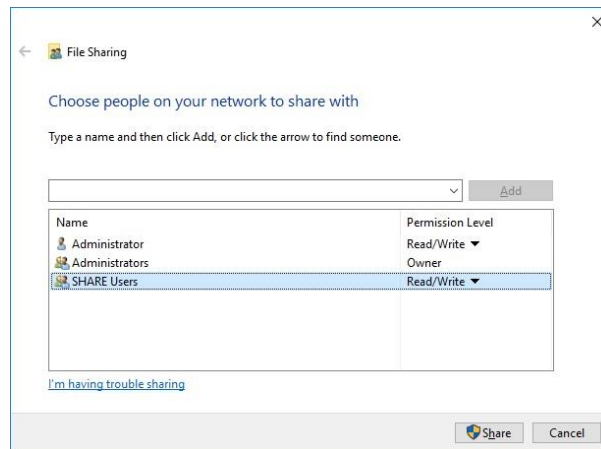 File Sharing
Choose people on your network to share with
Type a name and then click Add, or click the arrow to find someone.
Add
Name Permission Level
Administrator Read/Write
Administrators Owner
SHARE Users Read/Write
I'm having trouble sharing
Share Cancel